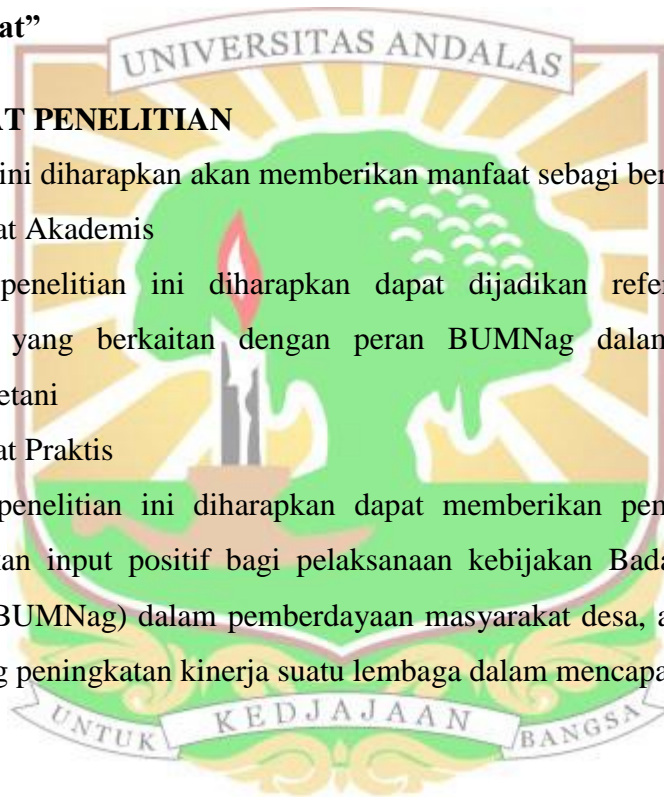 at”
UNIVERSITAS ANDALAS
AT PENELITIAN
ini diharapkan akan memberikan manfaat sebagi ber
at Akademis
penelitian ini diharapkan dapat dijadikan refer
yang berkaitan dengan peran BUMNag dalam
etani
at Praktis
penelitian ini diharapkan dapat memberikan pem
kan input positif bagi pelaksanaan kebijakan Bada
BUMNag) dalam pemberdayaan masyarakat desa, a
g peningkatan kinerja suatu lembaga dalam mencapa
UNTUK KEDJAJAAN BANGSA